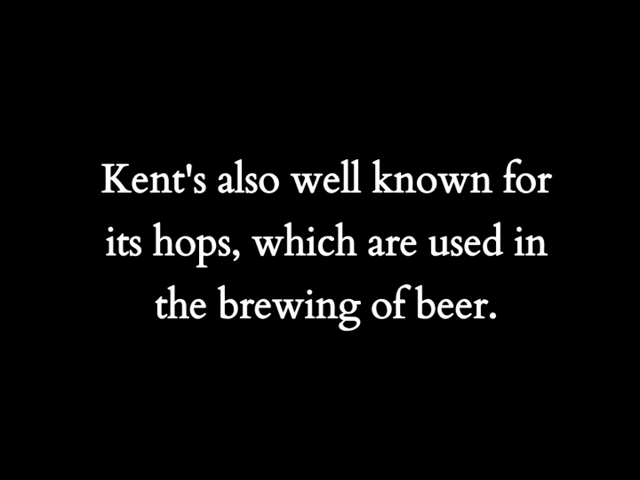 Kent's also well known for
its hops, which are used in
the brewing of beer.